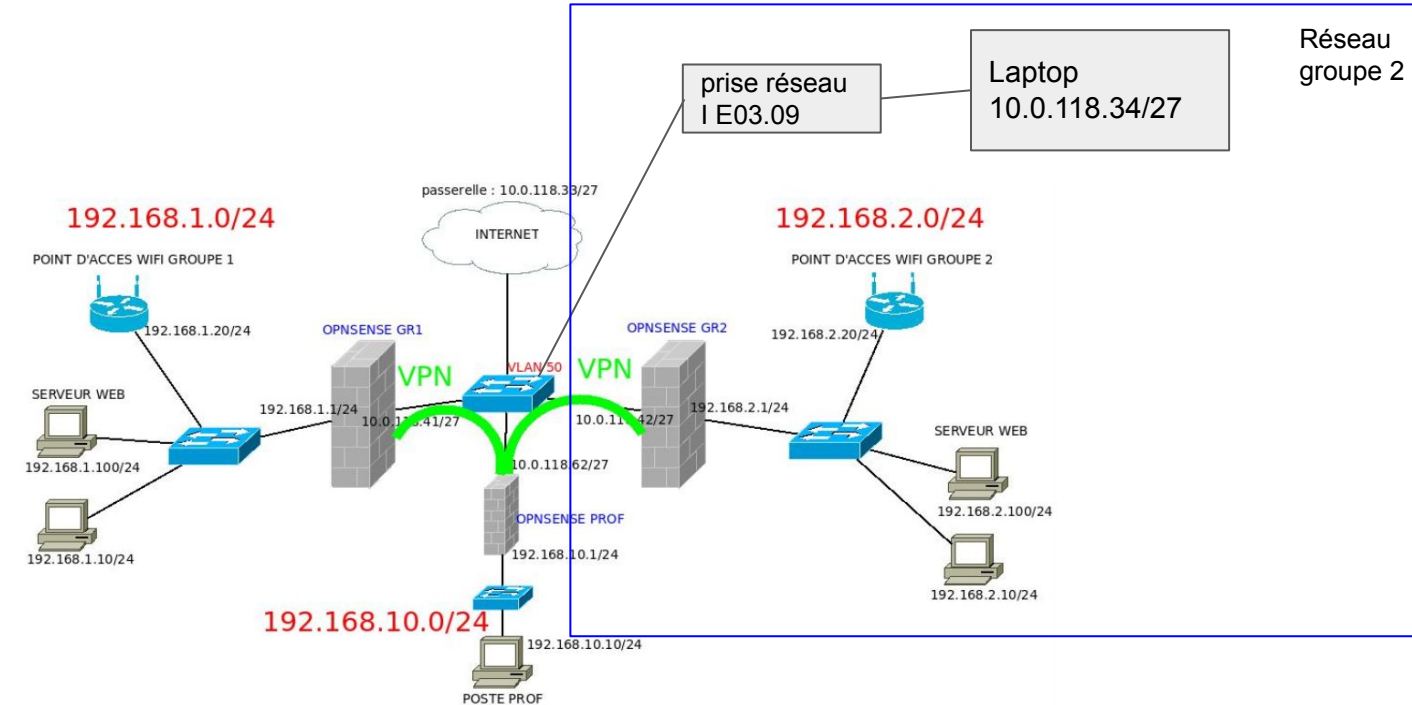 Réseau
groupe 2
prise réseau
I E03.09
Laptop
10.0.118.34/27
passerelle : 10.0.118.33/27
INTERNET
192.168.1.0/24
POINT D'ACCES WIFI GROUPE 1
192.168.1.20/24
192.168.2.0/24
POINT D'ACCES WIFI GROUPE 2
192.168.2.20/24
OPNSENSE GR1
OPNSENSE GR2
VPN
VLAN 50
VPN
SERVEUR WEB
192.168.1.100/24
192.168.1.10/24
192.168.1.1/24
192.168.2.1/24
SERVEUR WEB
192.168.2.100/24
192.168.2.10/24
10.0.118.62/27
OPNSENSE PROF
192.168.10.1/24
192.168.10.0/24
192.168.10.10/24
POSTE PROF